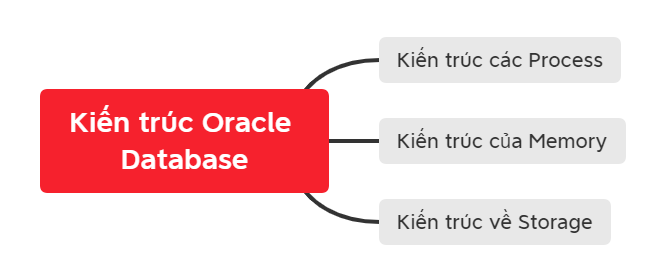 Kiến trúc Oracle
Database
Kiến trúc các Process
Kiến trúc của Memory
Kiến trúc về Storage